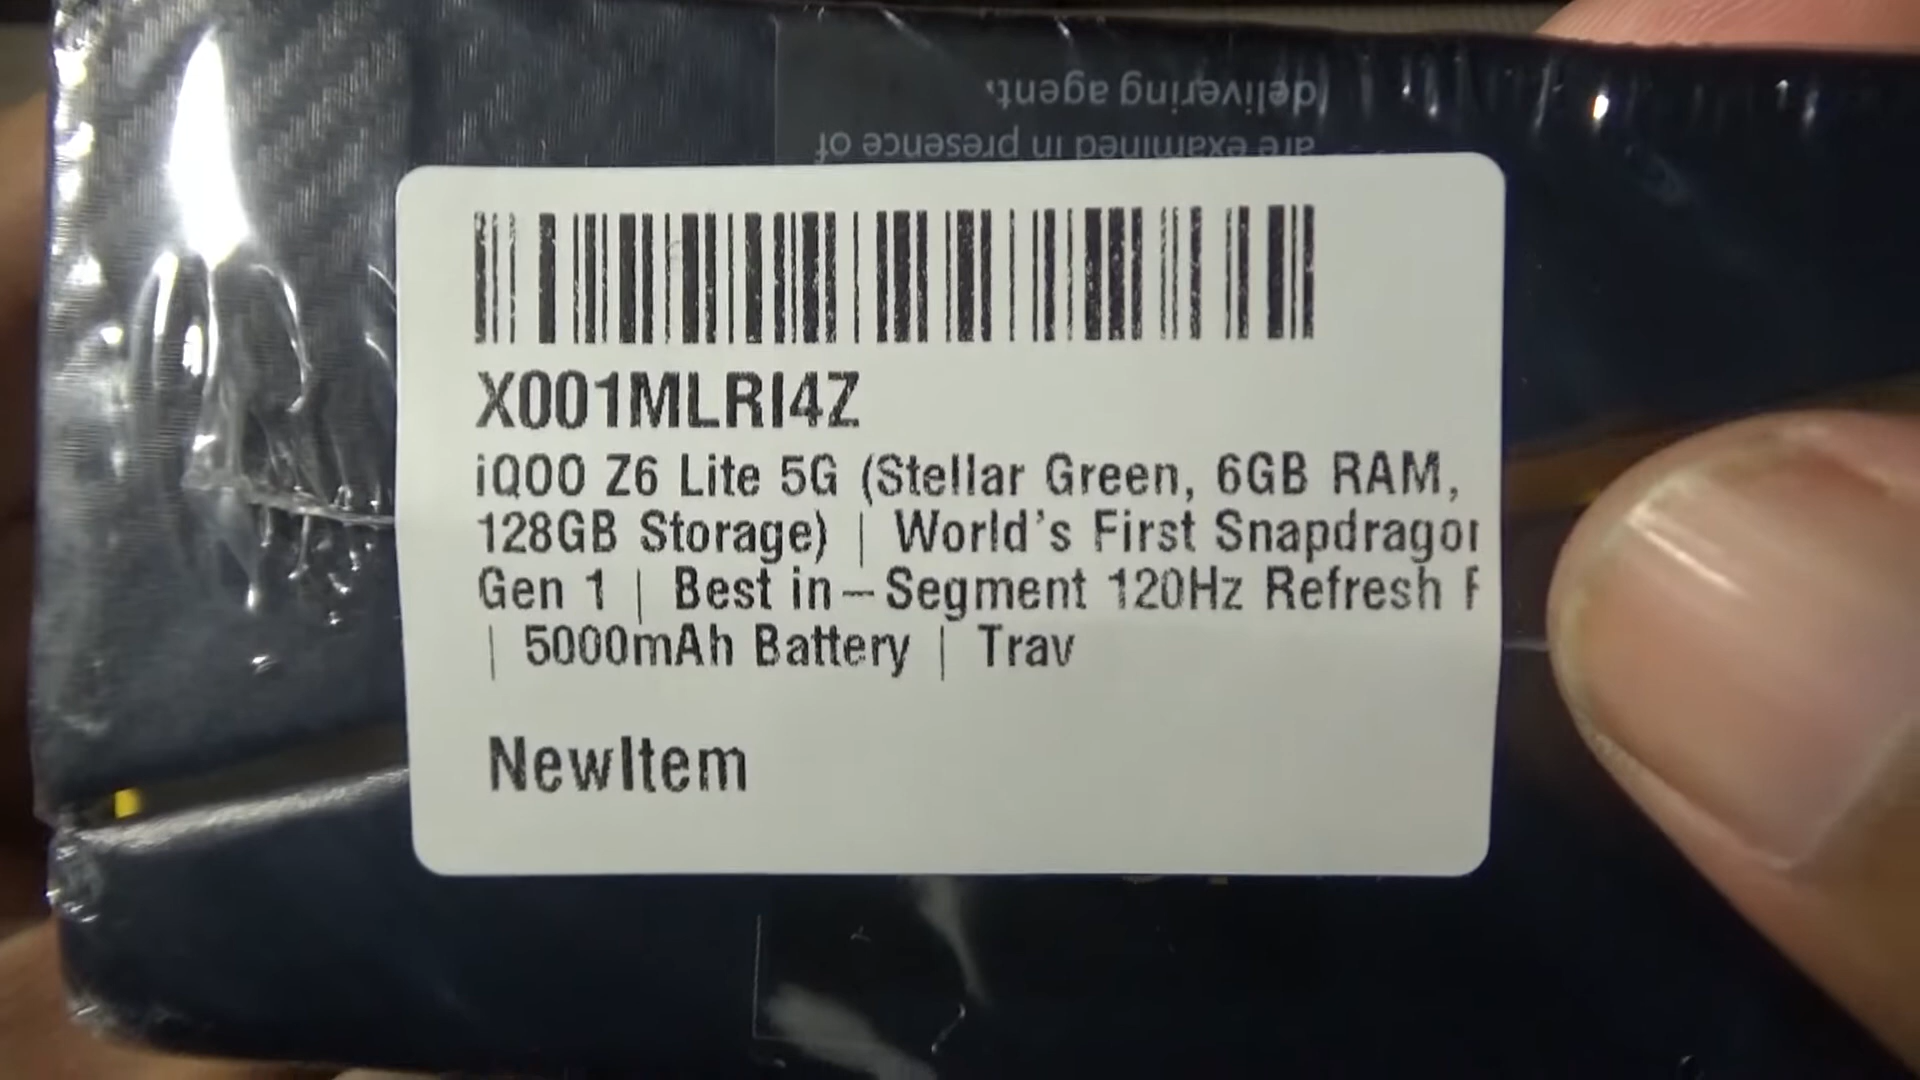 delivering agent.
are examined in presence of
X001MLRI4Z
iQOO Z6 Lite 5G (Stellar Green, 6GB RAM,
128GB Storage) | World's First Snapdragon
Gen 1 | Best in–Segment 120Hz Refresh R
| 5000mAh Battery | Trav
NewItem